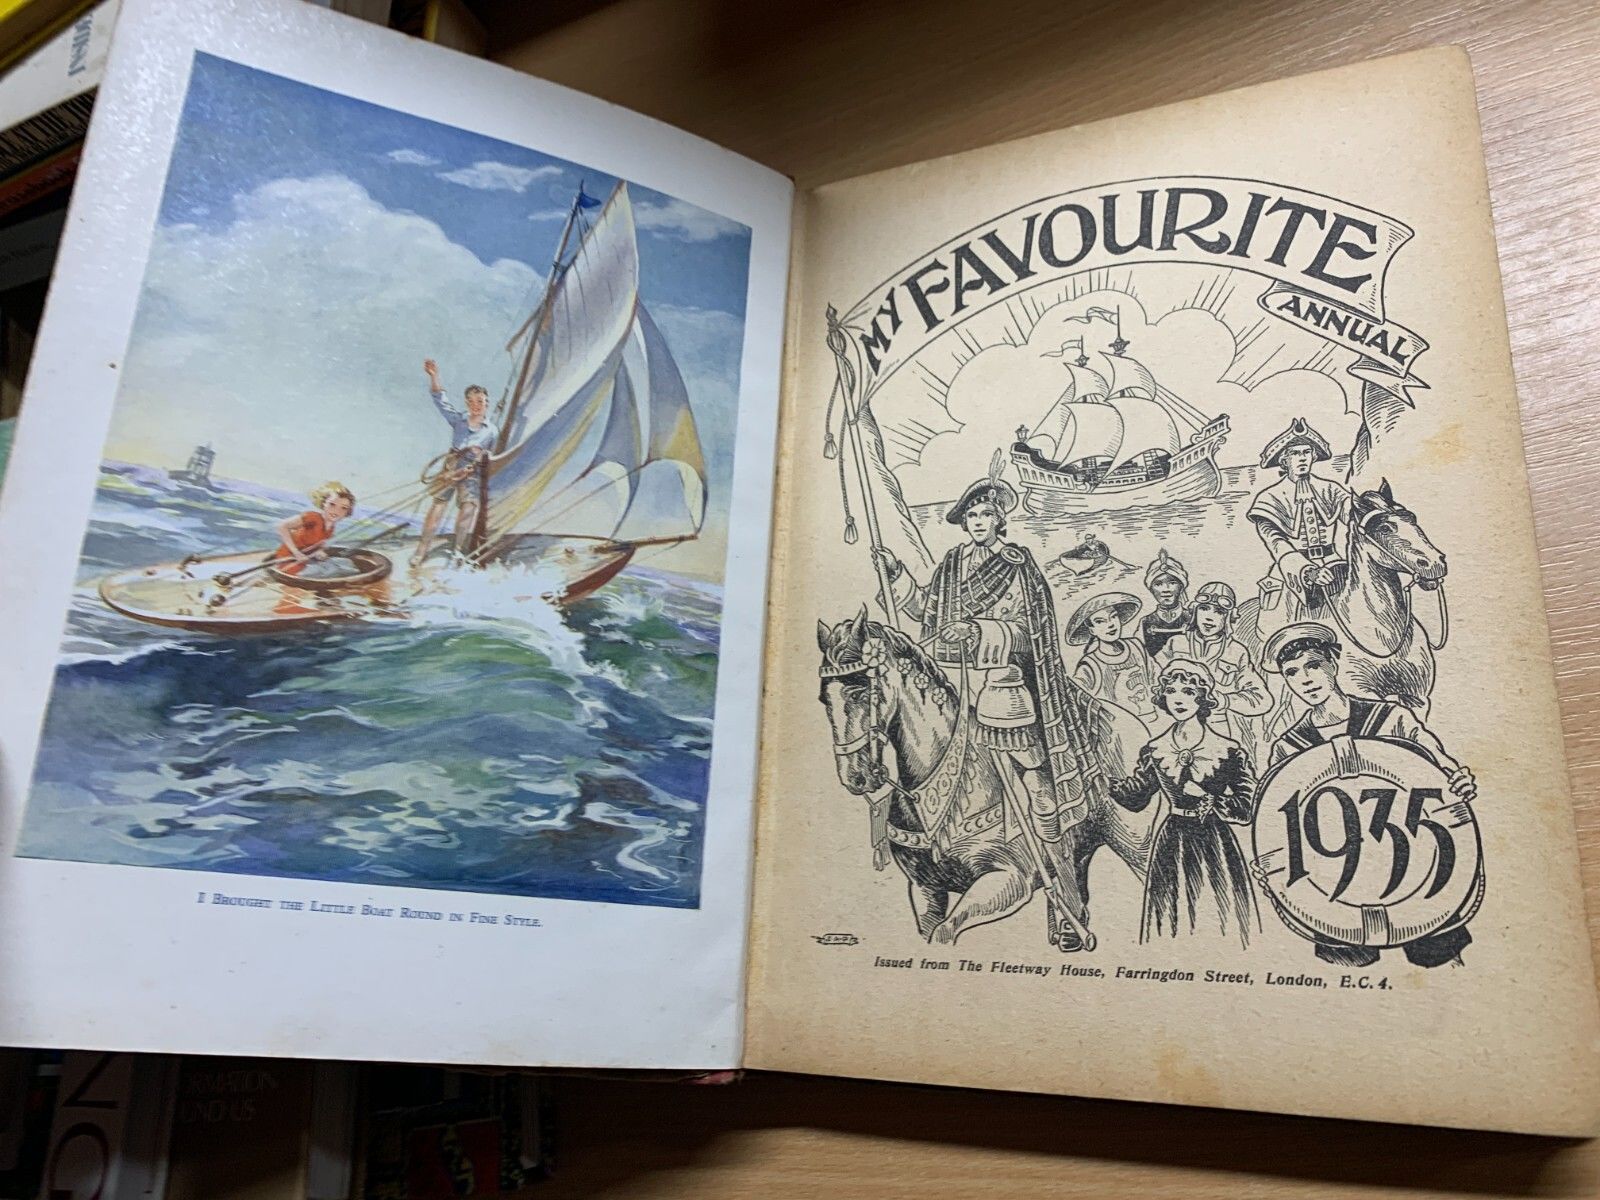 I Brought the Little Boat Round in Fine Style.
MY FAVOURITE
ANNUAL
1935
Issued from The Fleetway House, Farringdon Street, London, E.C. 4.
RMATION